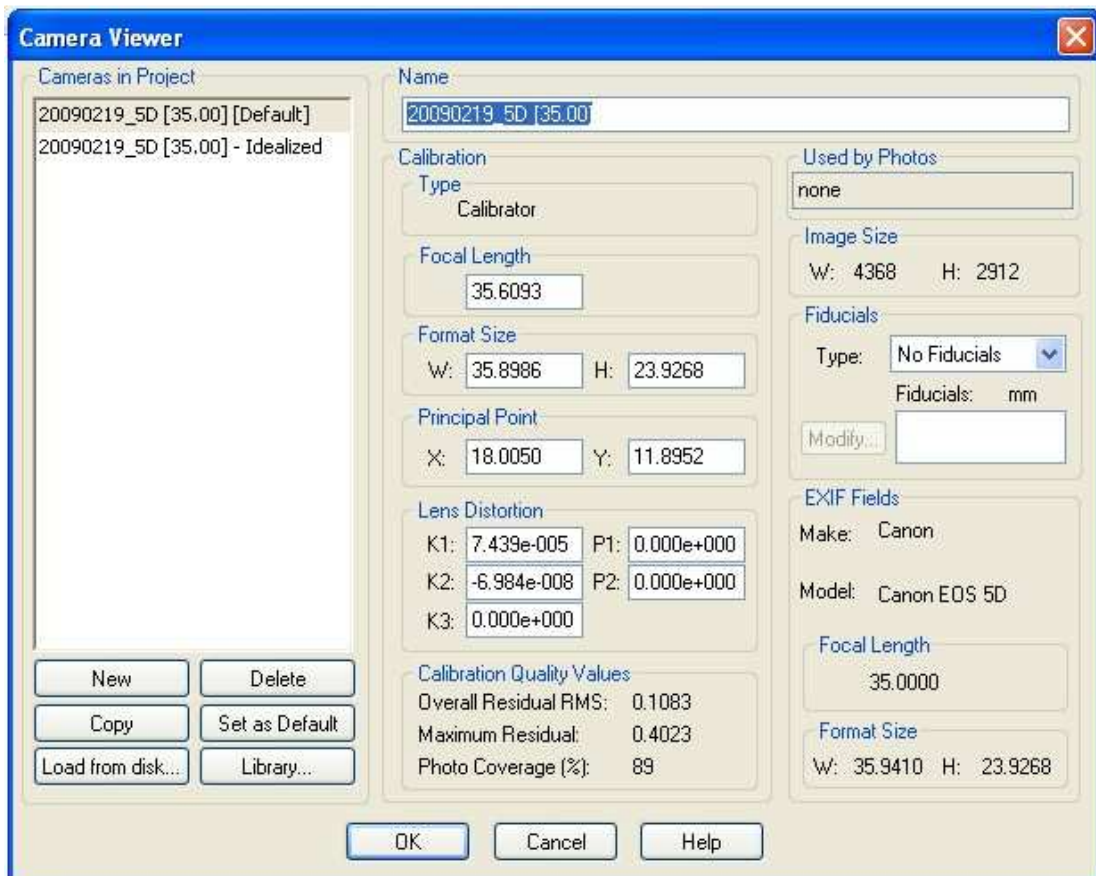 Camera Viewer
Cameras in Project
20090219_5D [35.00] [Default]
20090219_5D [35.00] - Idealized
New
Delete
Copy
Set as Default
Load from disk...
Library...
Name
20090219_5D [35.00]
Calibration
Type
Calibrator
Focal Length
35.6093
Format Size
W: 35.8986 H: 23.9268
Principal Point
X: 18.0050 Y: 11.8952
Lens Distortion
K1: 7.439e-005 P1: 0.000e+000
K2: -6.984e-008 P2: 0.000e+000
K3: 0.000e+000
Calibration Quality Values
Overall Residual RMS: 0.1083
Maximum Residual: 0.4023
Photo Coverage (%): 89
Used by Photos
none
Image Size
W: 4368 H: 2912
Fiducials
Type: No Fiducials
Fiducials: mm
Modify...
EXIF Fields
Make: Canon
Model: Canon EOS 5D
Focal Length
35.0000
Format Size
W: 35.9410 H: 23.9268
OK
Cancel
Help